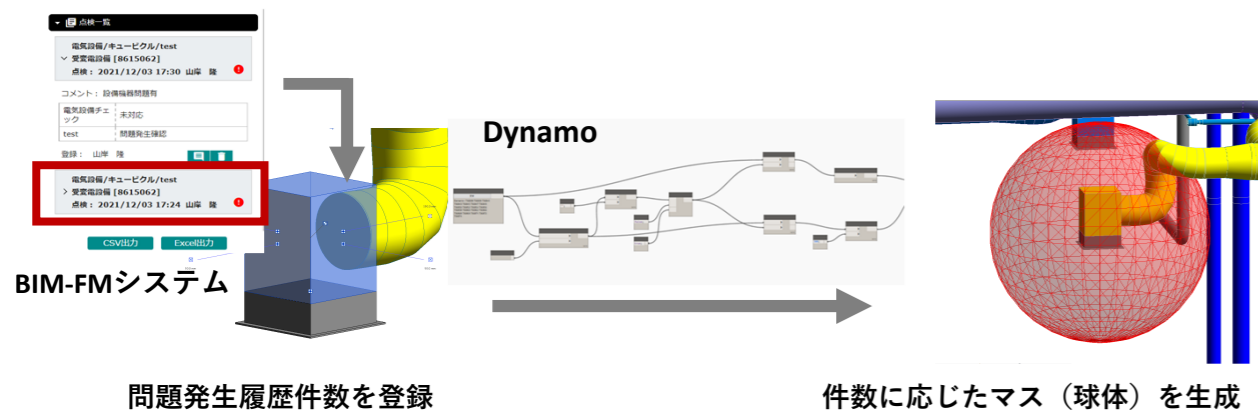 点検一覧
電気設備/キュービクル/test
受変電設備 [8615062]
点検： 2021/12/03 17:30 山岸 隆
コメント： 設備機器問題有
電気設備チェ
ック
未対応
test
問題発生確認
登録： 山岸 隆
電気設備/キュービクル/test
受変電設備 [8615062]
点検： 2021/12/03 17:24 山岸 隆
CSV出力
Excel出力
BIM-FMシステム
Dynamo
問題発生履歴件数を登録
件数に応じたマス（球体）を生成